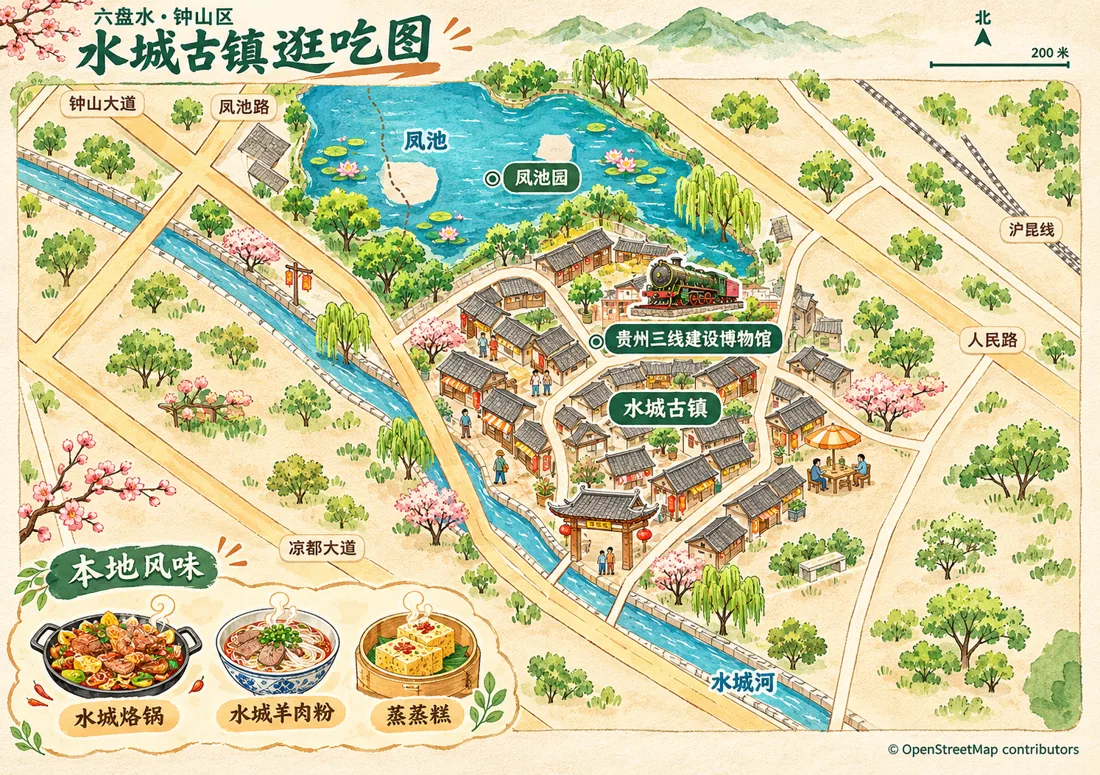 六盘水·钟山区
水城古镇逛吃图
北
200 米
钟山大道
凤池路
凤池
凤池园
沪昆线
贵州三线建设博物馆
人民路
水城古镇
凉都大道
本地风味
水城烙锅
水城羊肉粉
蒸蒸糕
水城河
© OpenStreetMap contributors